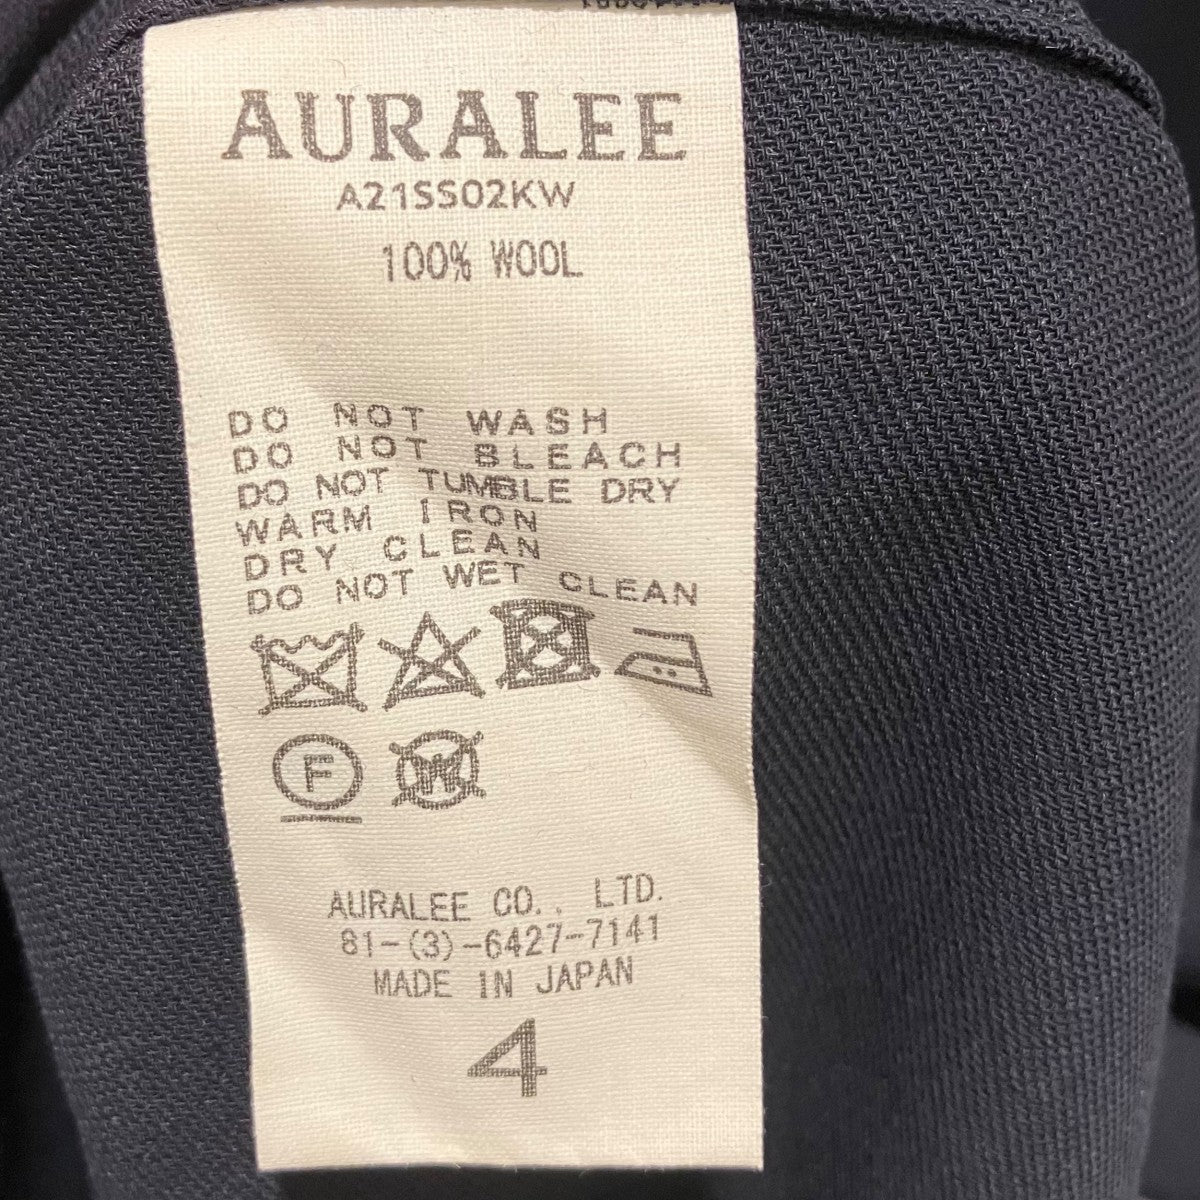 AURALEE
A21SS02KW
100% WOOL
DO NOT WASH
DO NOT BLEACH
DO NOT TUMBLE DRY
WARM IRON
DRY CLEAN
DO NOT WET CLEAN
F
W
AURALEE CO., LTD.
81-(3)-6427-7141
MADE IN JAPAN
4